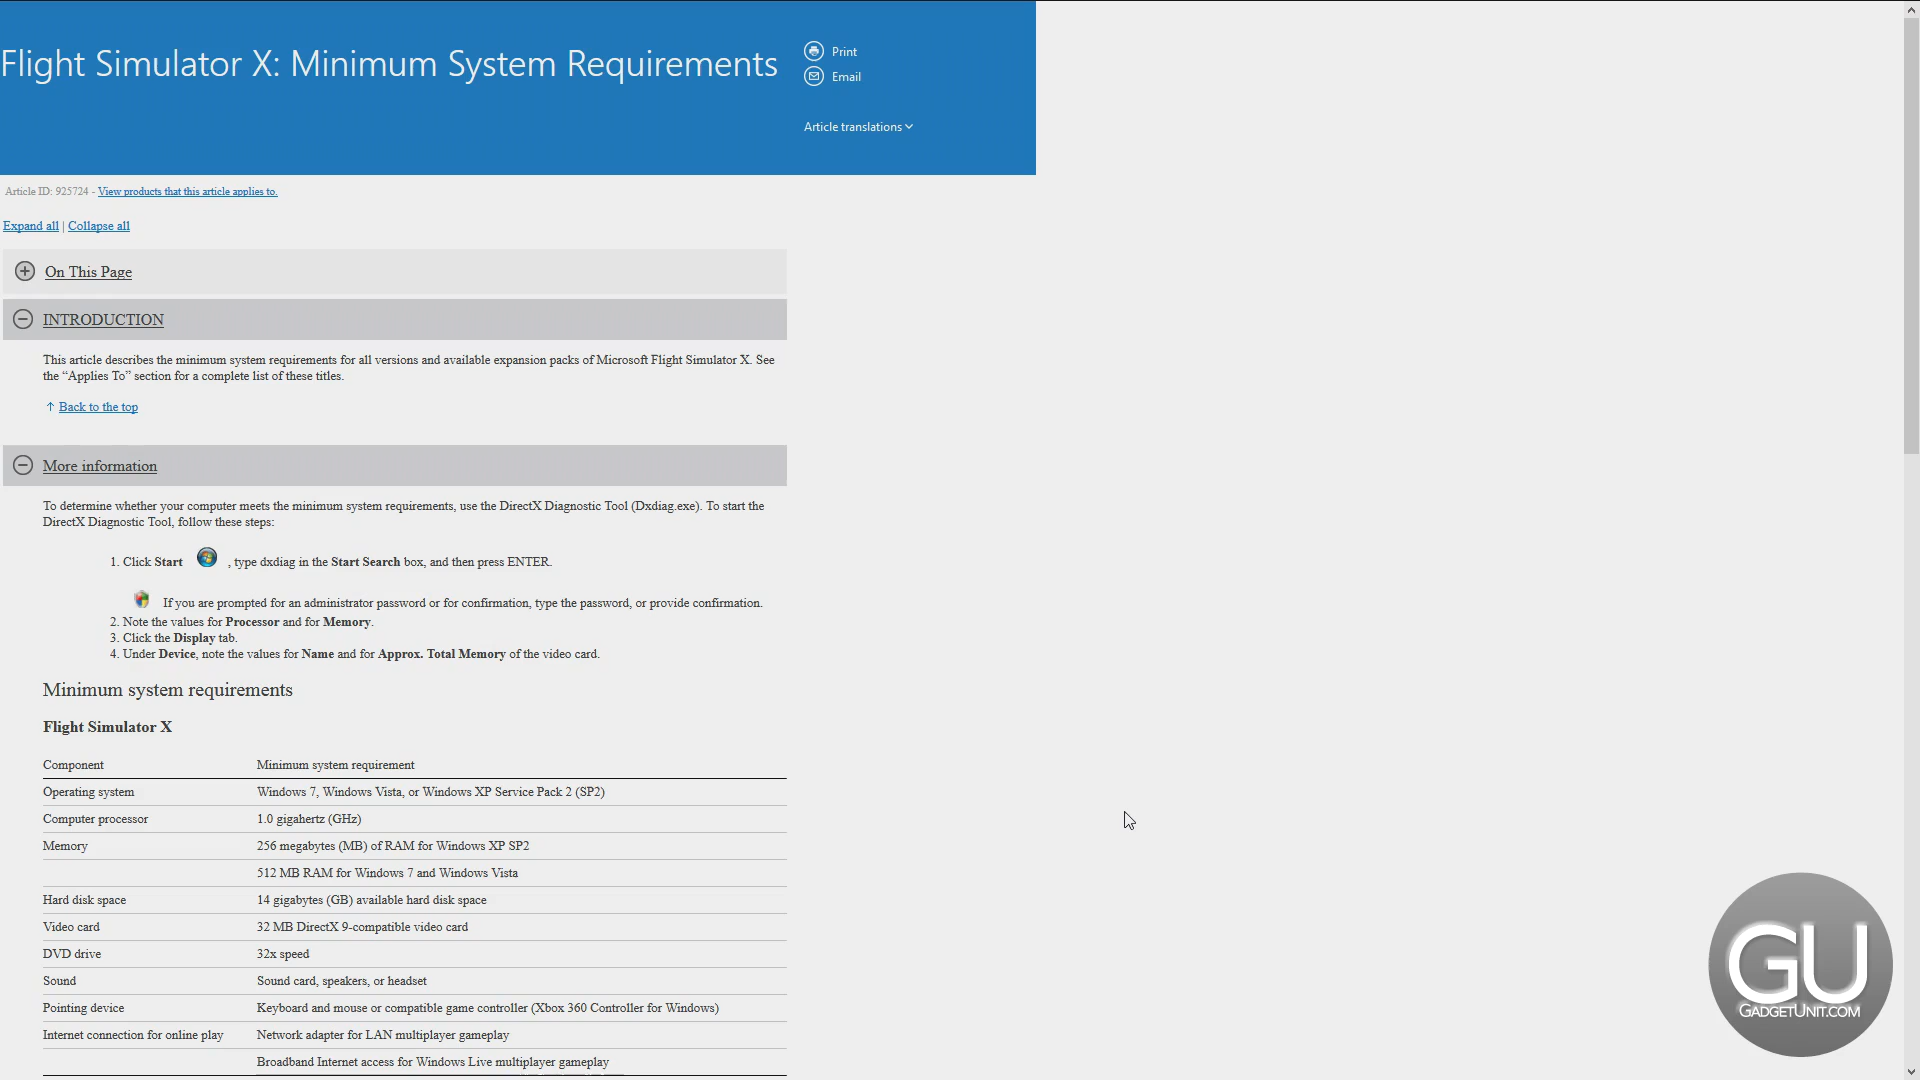 Flight Simulator X: Minimum System Requirements
Print
Email
Article translations
Article ID: 925724 - View products that this article applies to.
Expand all | Collapse all
On This Page
INTRODUCTION
This article describes the minimum system requirements for all versions and available expansion packs of Microsoft Flight Simulator X. See
the “Applies To” section for a complete list of these titles.
↑ Back to the top
More information
To determine whether your computer meets the minimum system requirements, use the DirectX Diagnostic Tool (Dxdiag.exe). To start the
DirectX Diagnostic Tool, follow these steps:
1. Click Start , type dxdiag in the Start Search box, and then press ENTER.
If you are prompted for an administrator password or for confirmation, type the password, or provide confirmation.
2. Note the values for Processor and for Memory.
3. Click the Display tab.
4. Under Device, note the values for Name and for Approx. Total Memory of the video card.
Minimum system requirements
Flight Simulator X
Component Minimum system requirement
Operating system Windows 7, Windows Vista, or Windows XP Service Pack 2 (SP2)
Computer processor 1.0 gigahertz (GHz)
Memory 256 megabytes (MB) of RAM for Windows XP SP2
512 MB RAM for Windows 7 and Windows Vista
Hard disk space 14 gigabytes (GB) available hard disk space
Video card 32 MB DirectX 9-compatible video card
DVD drive 32x speed
Sound Sound card, speakers, or headset
Pointing device Keyboard and mouse or compatible game controller (Xbox 360 Controller for Windows)
Internet connection for online play Network adapter for LAN multiplayer gameplay
Broadband Internet access for Windows Live multiplayer gameplay
GU
GADGETUNIT.COM